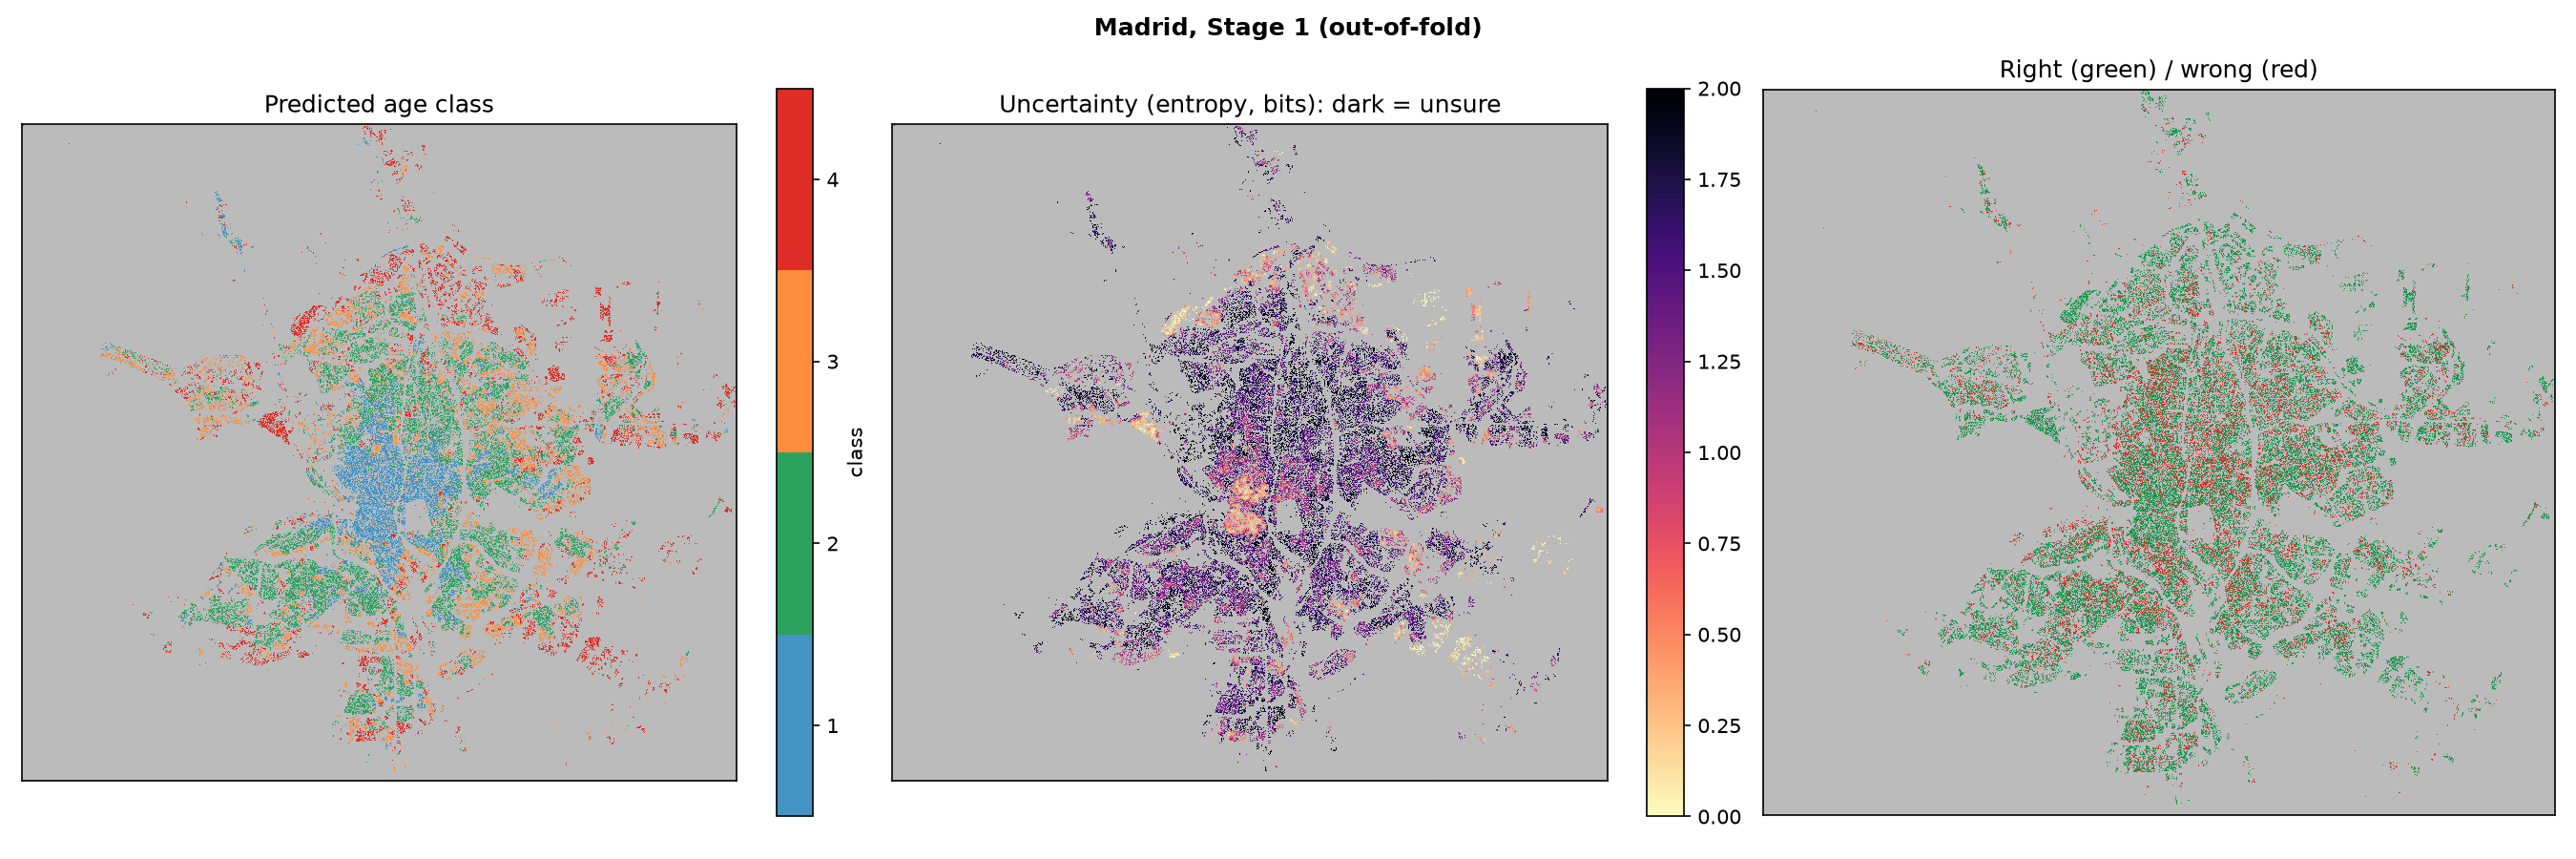 Madrid, Stage 1 (out-of-fold)
Predicted age class
4
3
2
1
class
Uncertainty (entropy, bits): dark = unsure
2.00
1.75
1.50
1.25
1.00
0.75
0.50
0.25
0.00
Right (green) / wrong (red)